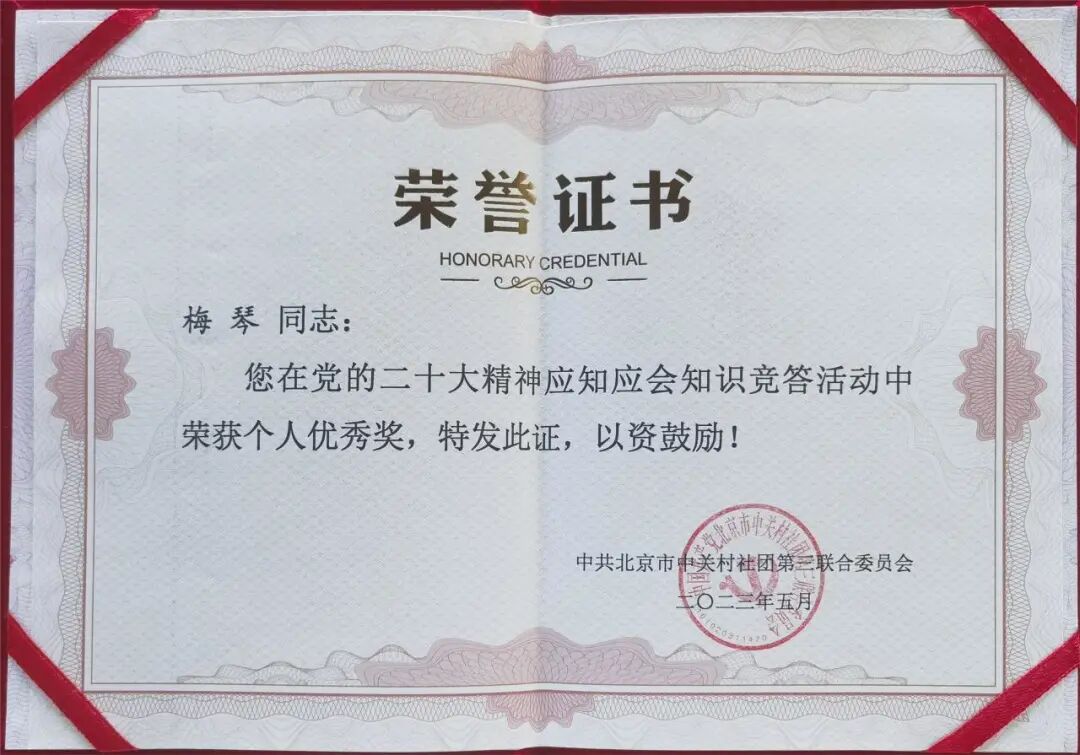 荣誉证书
HONORARY CREDENTIAL
梅琴 同志：
您在党的二十大精神应知应会知识竞答活动中
荣获个人优秀奖，特发此证，以资鼓励！
中共北京市中关村社团第三联合委员会
二〇二三年五月